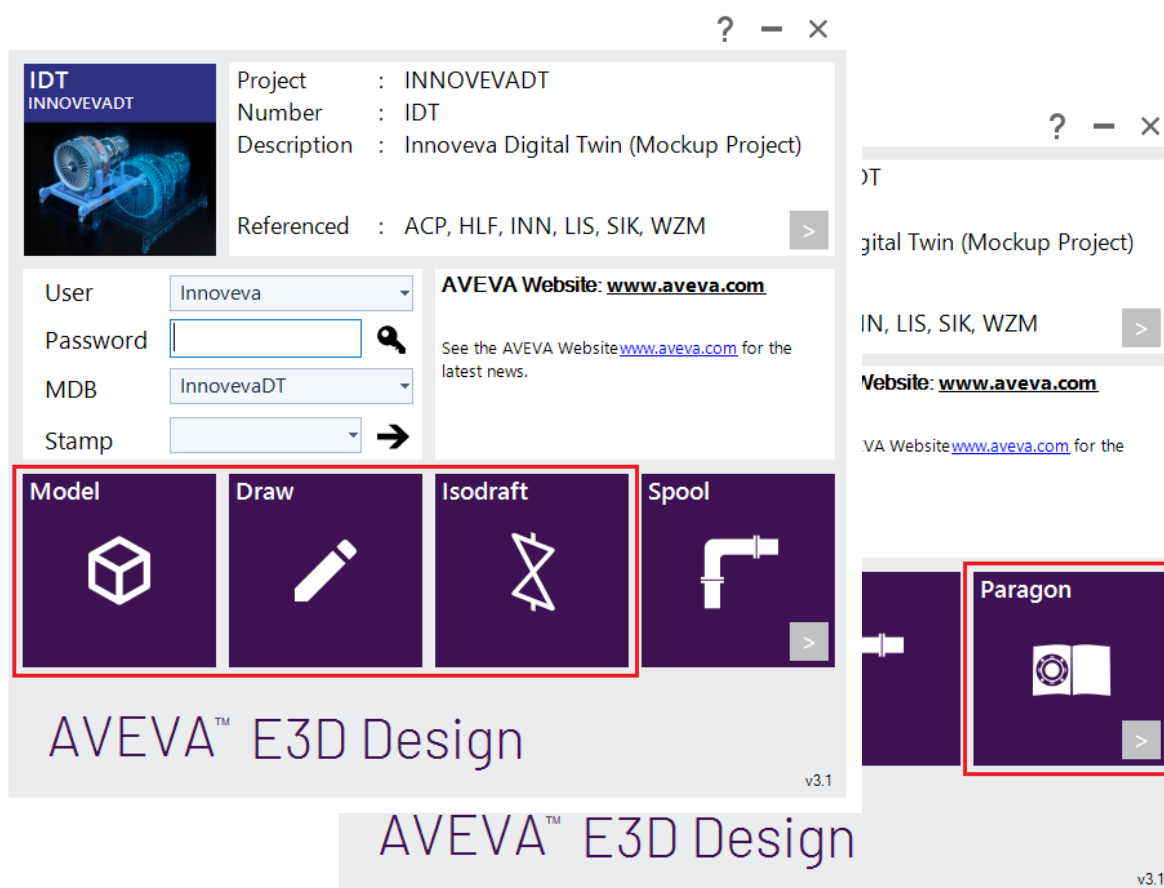 ? — ×
IDT
INNOVEVADT
Project : INNOVEVADT
Number : IDT
Description : Innoveva Digital Twin (Mockup Project)
Referenced : ACP, HLF, INN, LIS, SIK, WZM
>
User Innoveva
Password
MDB InnovevaDT
Stamp
AVEVA Website: www.aveva.com
See the AVEVA Website www.aveva.com for the
latest news.
Model
Draw
Isodraft
Spool
>
AVEVA™ E3D Design
v3.1
? — ×
DT
gital Twin (Mockup Project)
IN, LIS, SIK, WZM
>
Website: www.aveva.com
VA Website www.aveva.com for the
Paragon
>
AVEVA™ E3D Design
v3.1